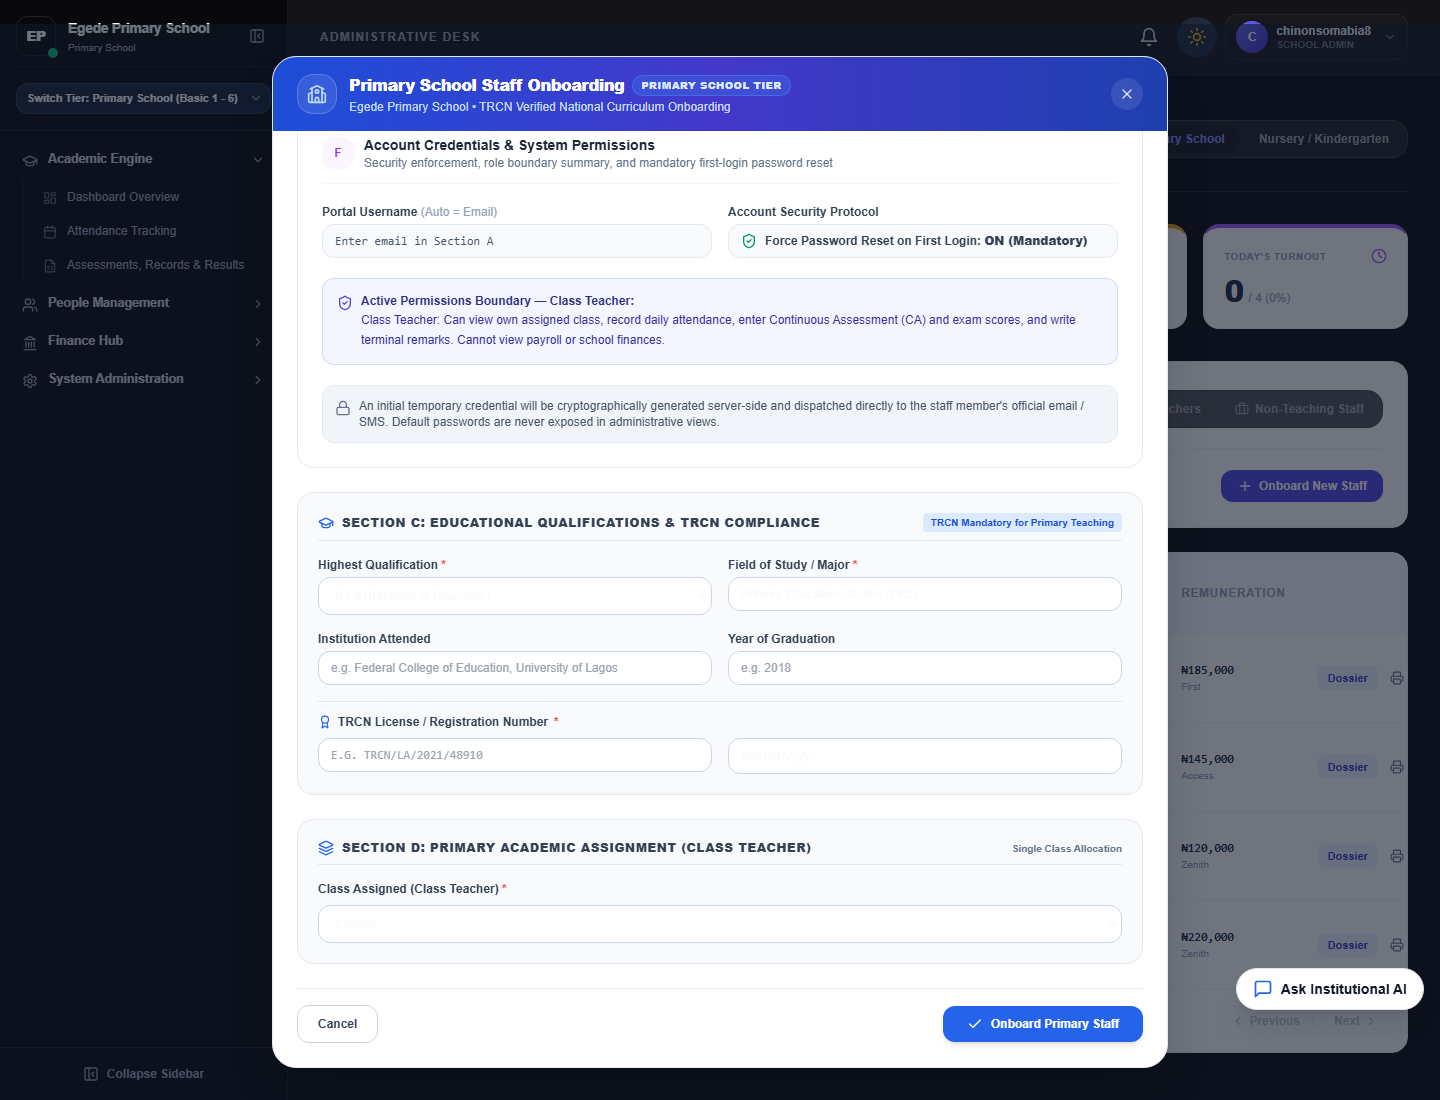 EP
Egede Primary School
Primary School
ADMINISTRATIVE DESK
C
chinonsomabia8
SCHOOL ADMIN
Switch Tier: Primary School (Basic 1 - 6)
Academic Engine
Dashboard Overview
Attendance Tracking
Assessments, Records & Results
People Management
Finance Hub
System Administration
Collapse Sidebar
Primary School Staff Onboarding
PRIMARY SCHOOL TIER
Egede Primary School • TRCN Verified National Curriculum Onboarding
F
Account Credentials & System Permissions
Security enforcement, role boundary summary, and mandatory first-login password reset
Portal Username (Auto = Email)
Account Security Protocol
Enter email in Section A
Force Password Reset on First Login: ON (Mandatory)
Active Permissions Boundary — Class Teacher:
Class Teacher: Can view own assigned class, record daily attendance, enter Continuous Assessment (CA) and exam scores, and write
terminal remarks. Cannot view payroll or school finances.
An initial temporary credential will be cryptographically generated server-side and dispatched directly to the staff member's official email /
SMS. Default passwords are never exposed in administrative views.
SECTION C: EDUCATIONAL QUALIFICATIONS & TRCN COMPLIANCE
TRCN Mandatory for Primary Teaching
Highest Qualification *
Field of Study / Major *
B.Ed (Bachelor of Education)
Primary Education Studies (PES)
Institution Attended
Year of Graduation
e.g. Federal College of Education, University of Lagos
e.g. 2018
TRCN License / Registration Number *
E.G. TRCN/LA/2021/48910
mm/dd/yyyy
SECTION D: PRIMARY ACADEMIC ASSIGNMENT (CLASS TEACHER)
Single Class Allocation
Class Assigned (Class Teacher) *
Creche
Cancel
Onboard Primary Staff
ry School
Nursery / Kindergarten
TODAY'S TURNOUT
0 / 4 (0%)
chers
Non-Teaching Staff
Onboard New Staff
REMUNERATION
₦185,000
First
Dossier
₦145,000
Access
Dossier
₦120,000
Zenith
Dossier
₦220,000
Zenith
Dossier
Ask Institutional AI
Previous
Next